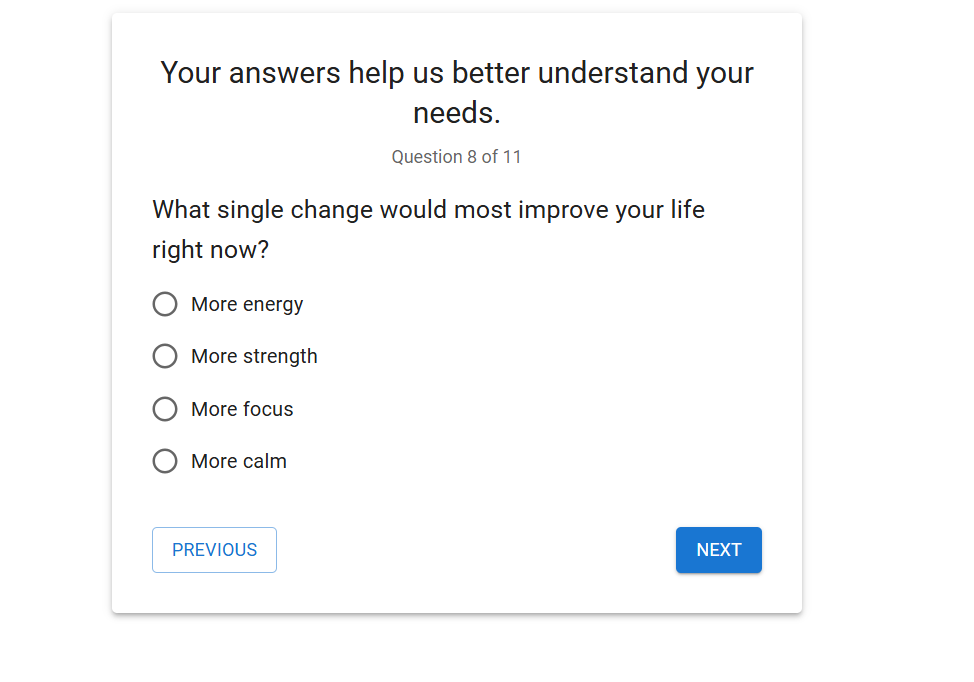 Your answers help us better understand your
needs.
Question 8 of 11
What single change would most improve your life
right now?
More energy
More strength
More focus
More calm
PREVIOUS
NEXT